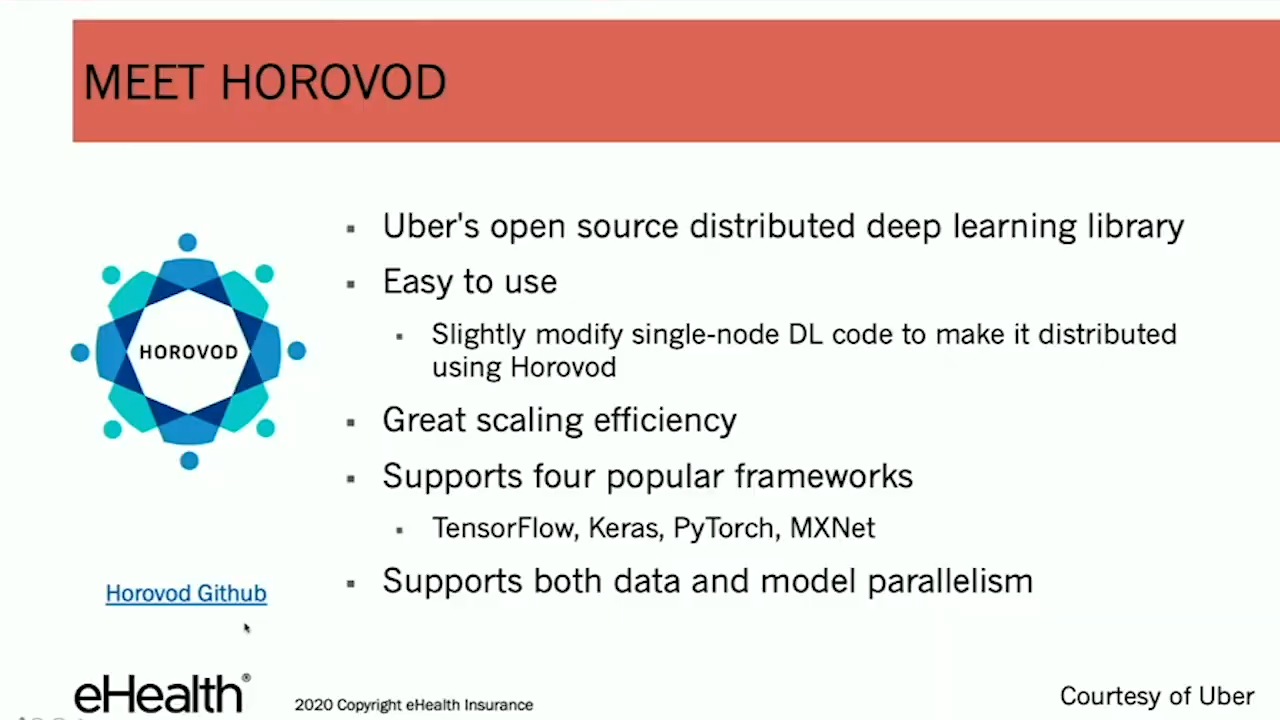 MEET HOROVOD
Uber's open source distributed deep learning library
Easy to use
Slightly modify single-node DL code to make it distributed
using Horovod
HOROVOD
Great scaling efficiency
Supports four popular frameworks
TensorFlow, Keras, PyTorch, MXNet
Supports both data and model parallelism
Horovod Github
eHealth®
2020 Copyright eHealth Insurance
Courtesy of Uber